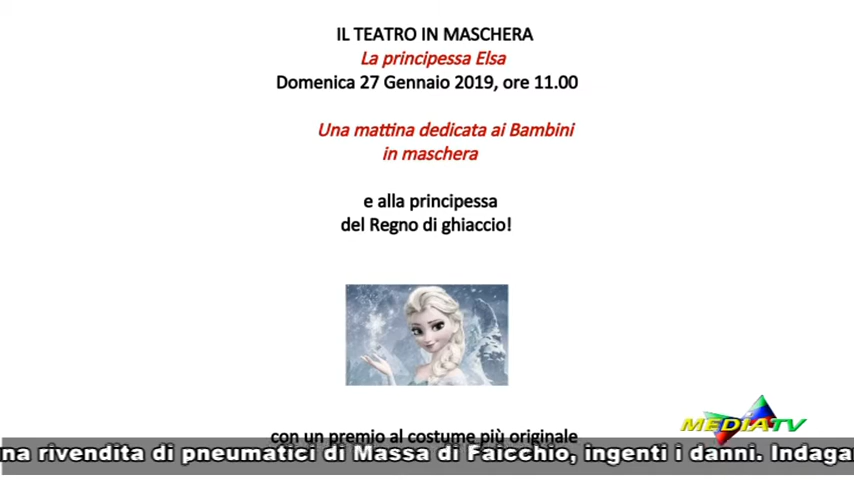 IL TEATRO IN MASCHERA
La principessa Elsa
Domenica 27 Gennaio 2019, ore 11.00
Una mattina dedicata ai Bambini
in maschera
e alla principessa
del Regno di ghiaccio!
con un premio al costume più originale
MEDIATV
una rivendita di pneumatici di Massa di Faicchio, ingenti i danni. Indagan